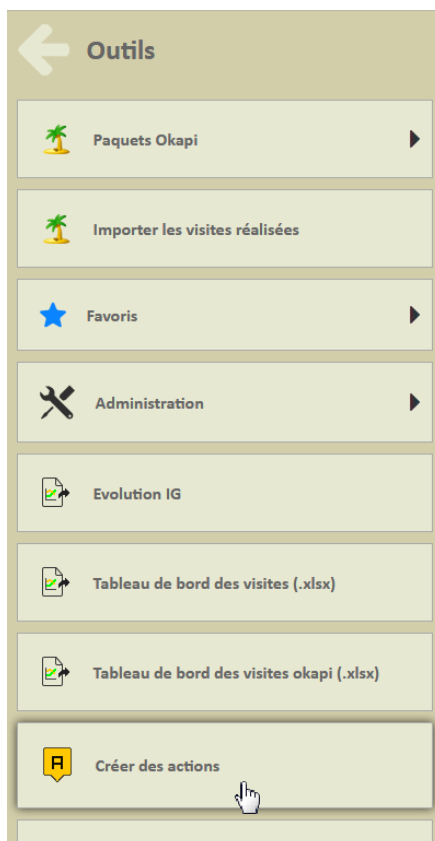 Outils
Paquets Okapi
Importer les visites réalisées
Favoris
Administration
Evolution IG
Tableau de bord des visites (.xlsx)
Tableau de bord des visites okapi (.xlsx)
A
Créer des actions